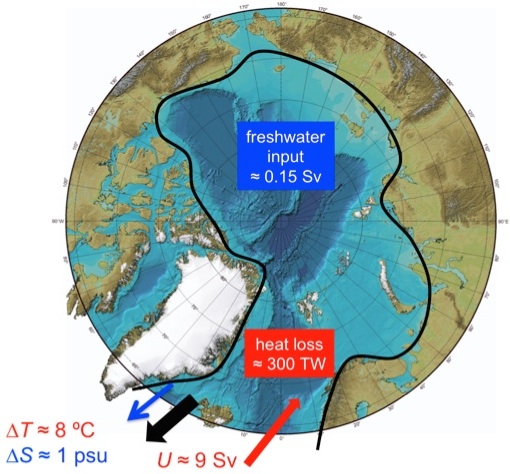 freshwater
input
≈ 0.15 Sv
heat loss
≈ 300 TW
ΔT ≈ 8 ºC
ΔS ≈ 1 psu
U ≈ 9 Sv